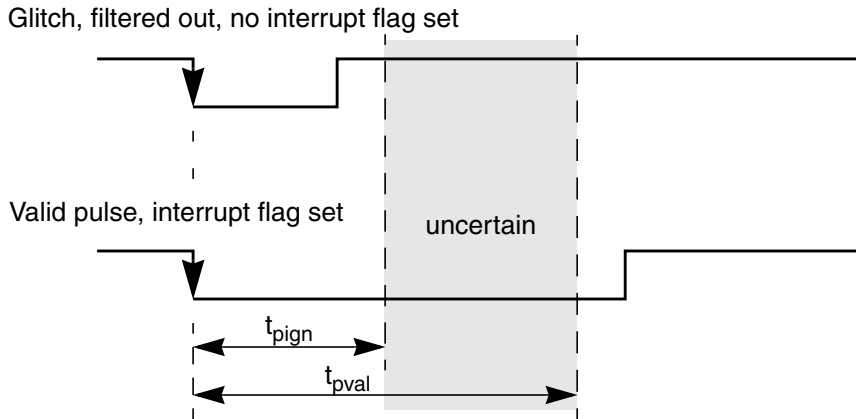 Glitch, filtered out, no interrupt flag set
Valid pulse, interrupt flag set
uncertain
tpign
tpval